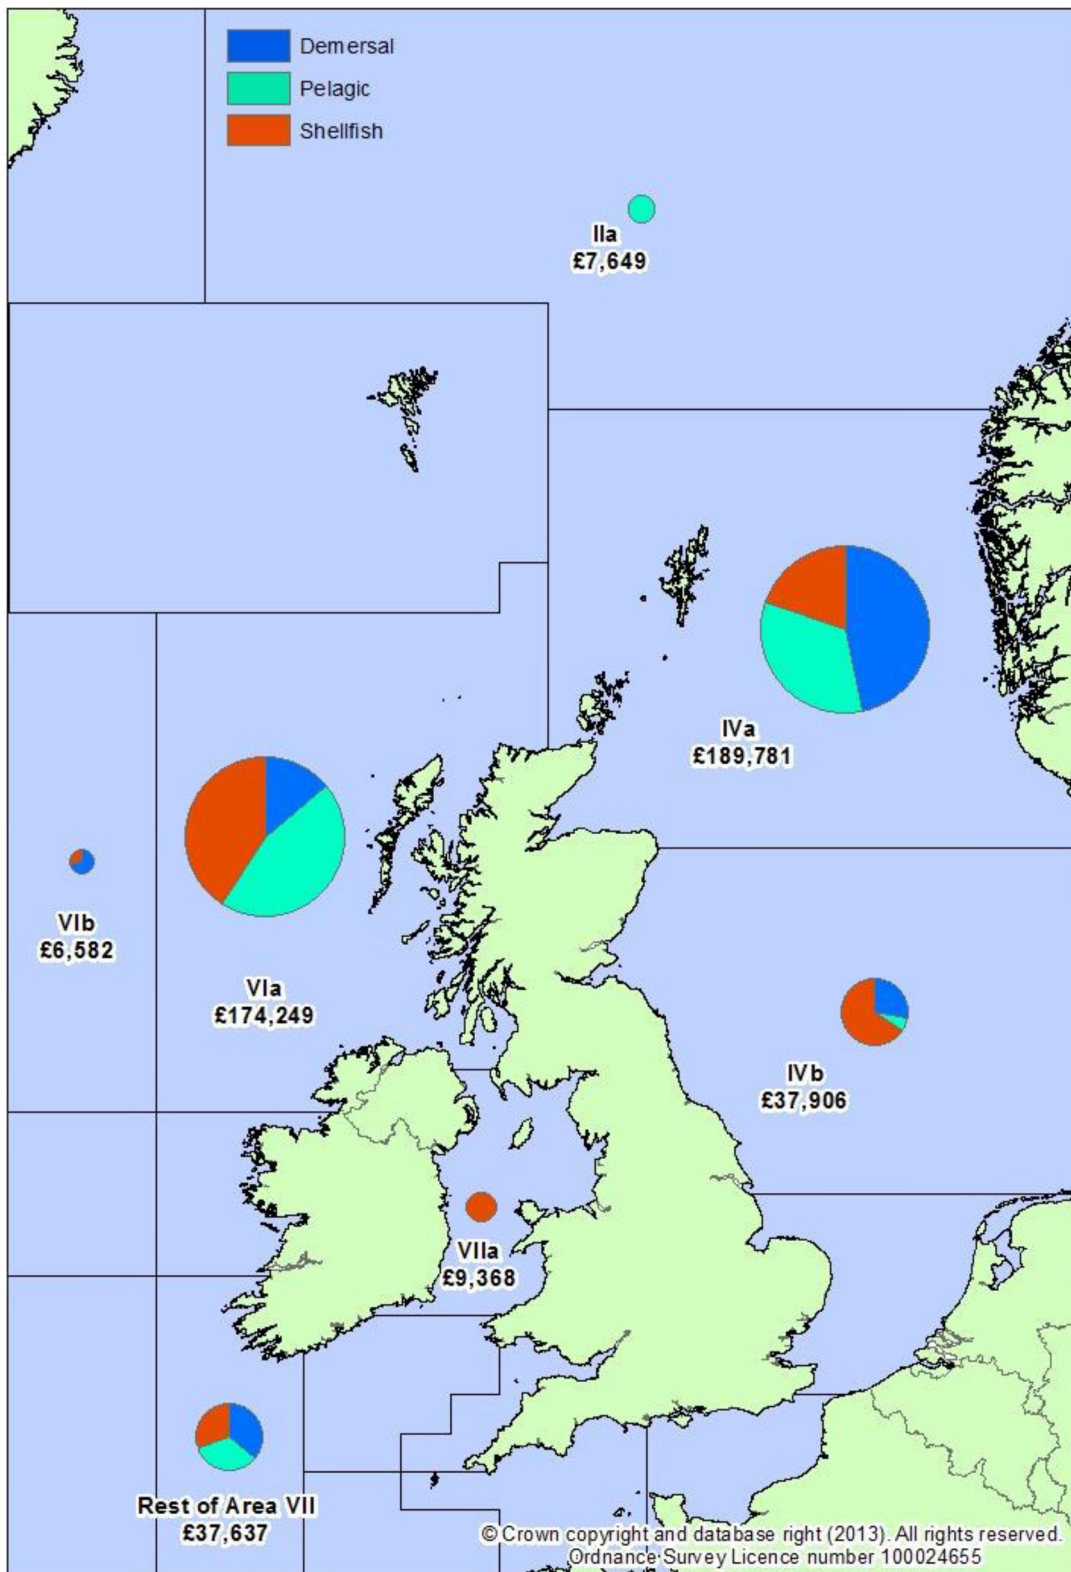 Demersal
Pelagic
Shellfish
IIa
£7,649
IVa
£189,781
VIb
£6,582
VIa
£174,249
IVb
£37,906
VIIa
£9,368
Rest of Area VII
£37,637
© Crown copyright and database right (2013). All rights reserved.
Ordnance Survey Licence number 100024655